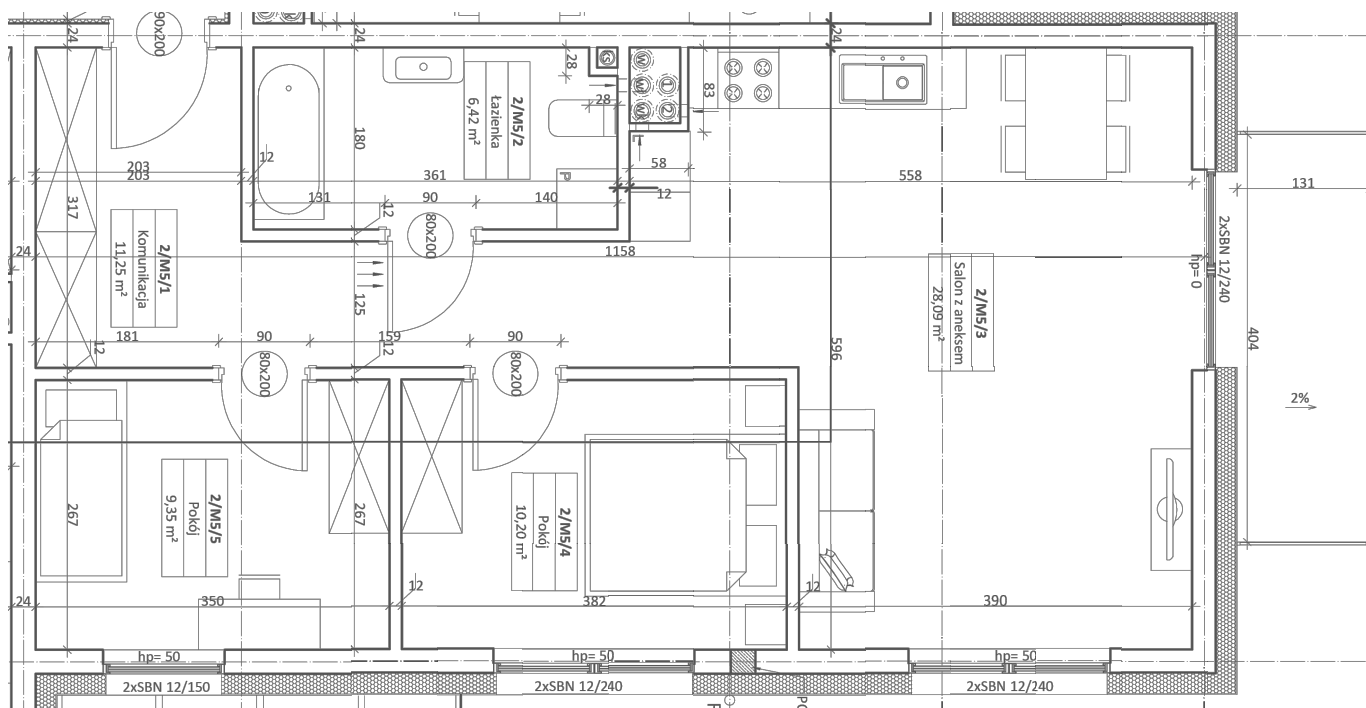 90x200
24
24
24
KS
W
W
W
1
2
28
28
83
2/M5/2
Łazienka
6,42 m²
180
12
203
203
361
58
12
558
131
131
90
140
P
317
12
80x200
2/M5/1
Komunikacja
11,25 m²
24
1158
2xSBN 12/240
hp= 0
2/M5/3
Salon z aneksem
28,09 m²
125
181
90
159
90
12
12
80x200
80x200
596
404
2%
267
2/M5/5
Pokój
9,35 m²
267
2/M5/4
Pokój
10,20 m²
24
350
12
382
12
390
hp= 50
hp= 50
hp= 50
2xSBN 12/150
2xSBN 12/240
2xSBN 12/240